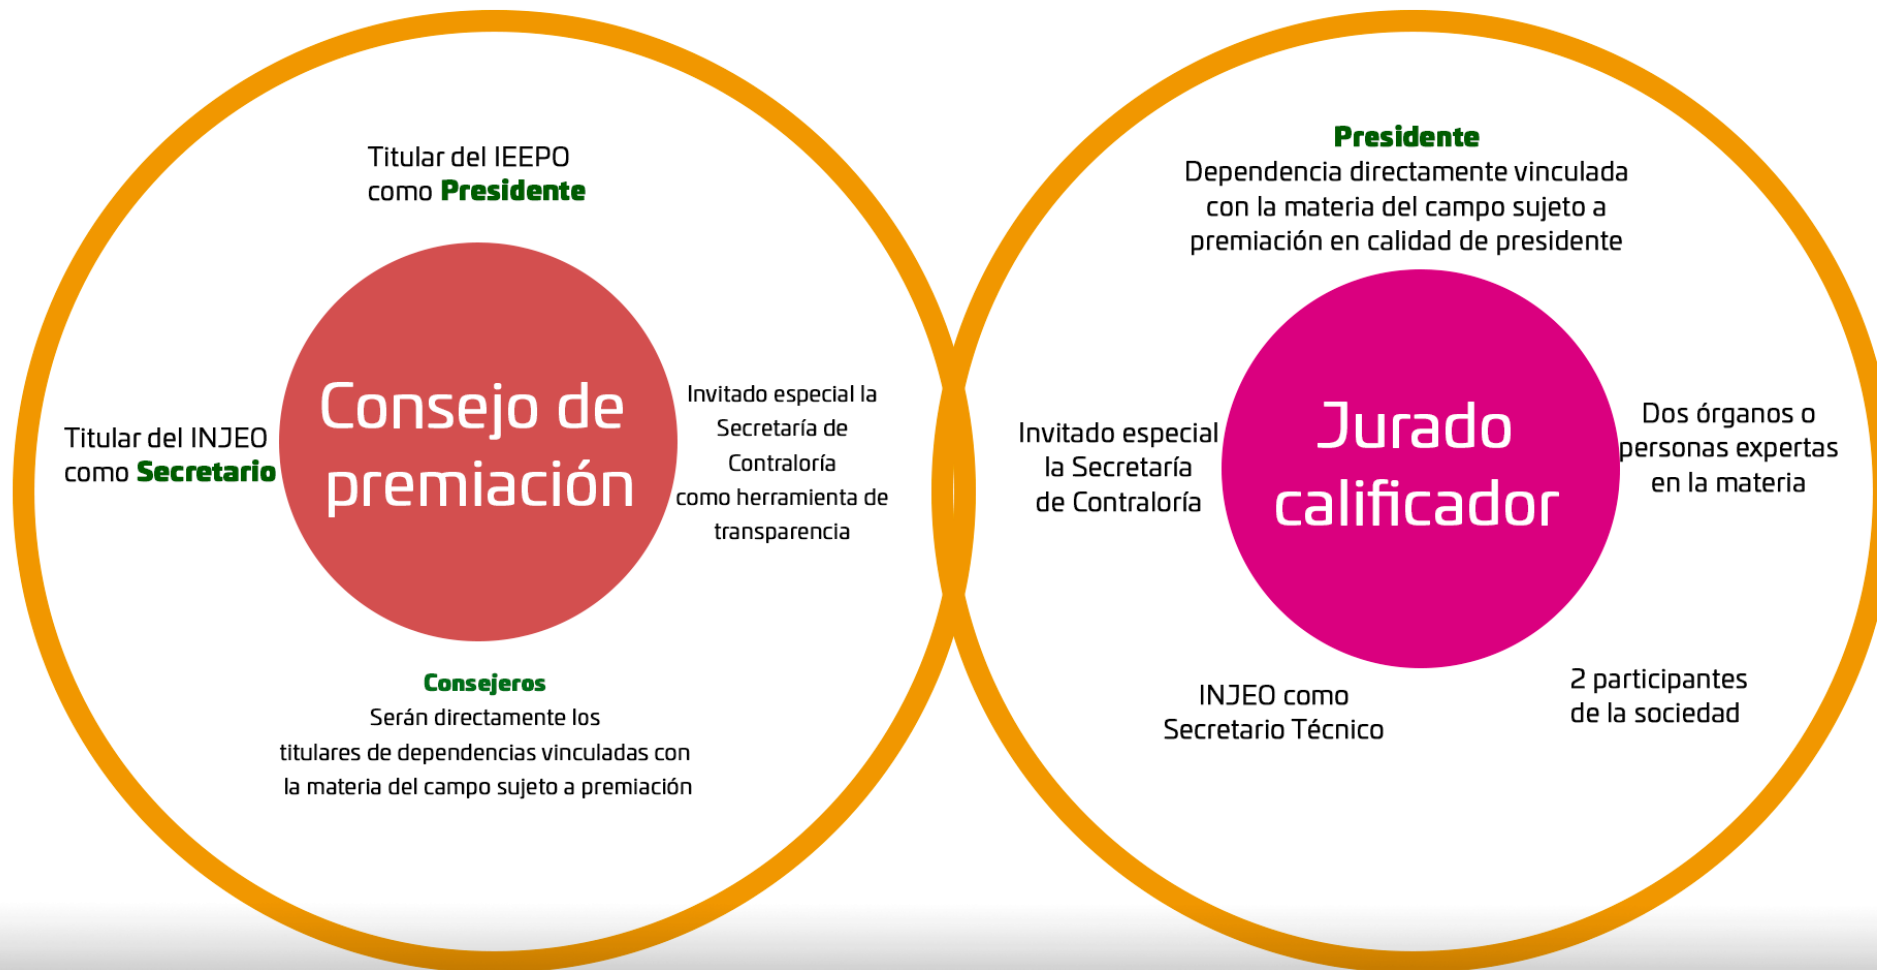 Titular del IEEPO
como Presidente
Titular del INJEO
como Secretario
Consejo de
premiación
Invitado especial la
Secretaría de
Contraloría
como herramienta de
transparencia
Consejeros
Serán directamente los
titulares de dependencias vinculadas con
la materia del campo sujeto a premiación
Presidente
Dependencia directamente vinculada
con la materia del campo sujeto a
premiación en calidad de presidente
Invitado especial
la Secretaría
de Contraloría
Jurado
calificador
Dos órganos o
personas expertas
en la materia
INJEO como
Secretario Técnico
2 participantes
de la sociedad